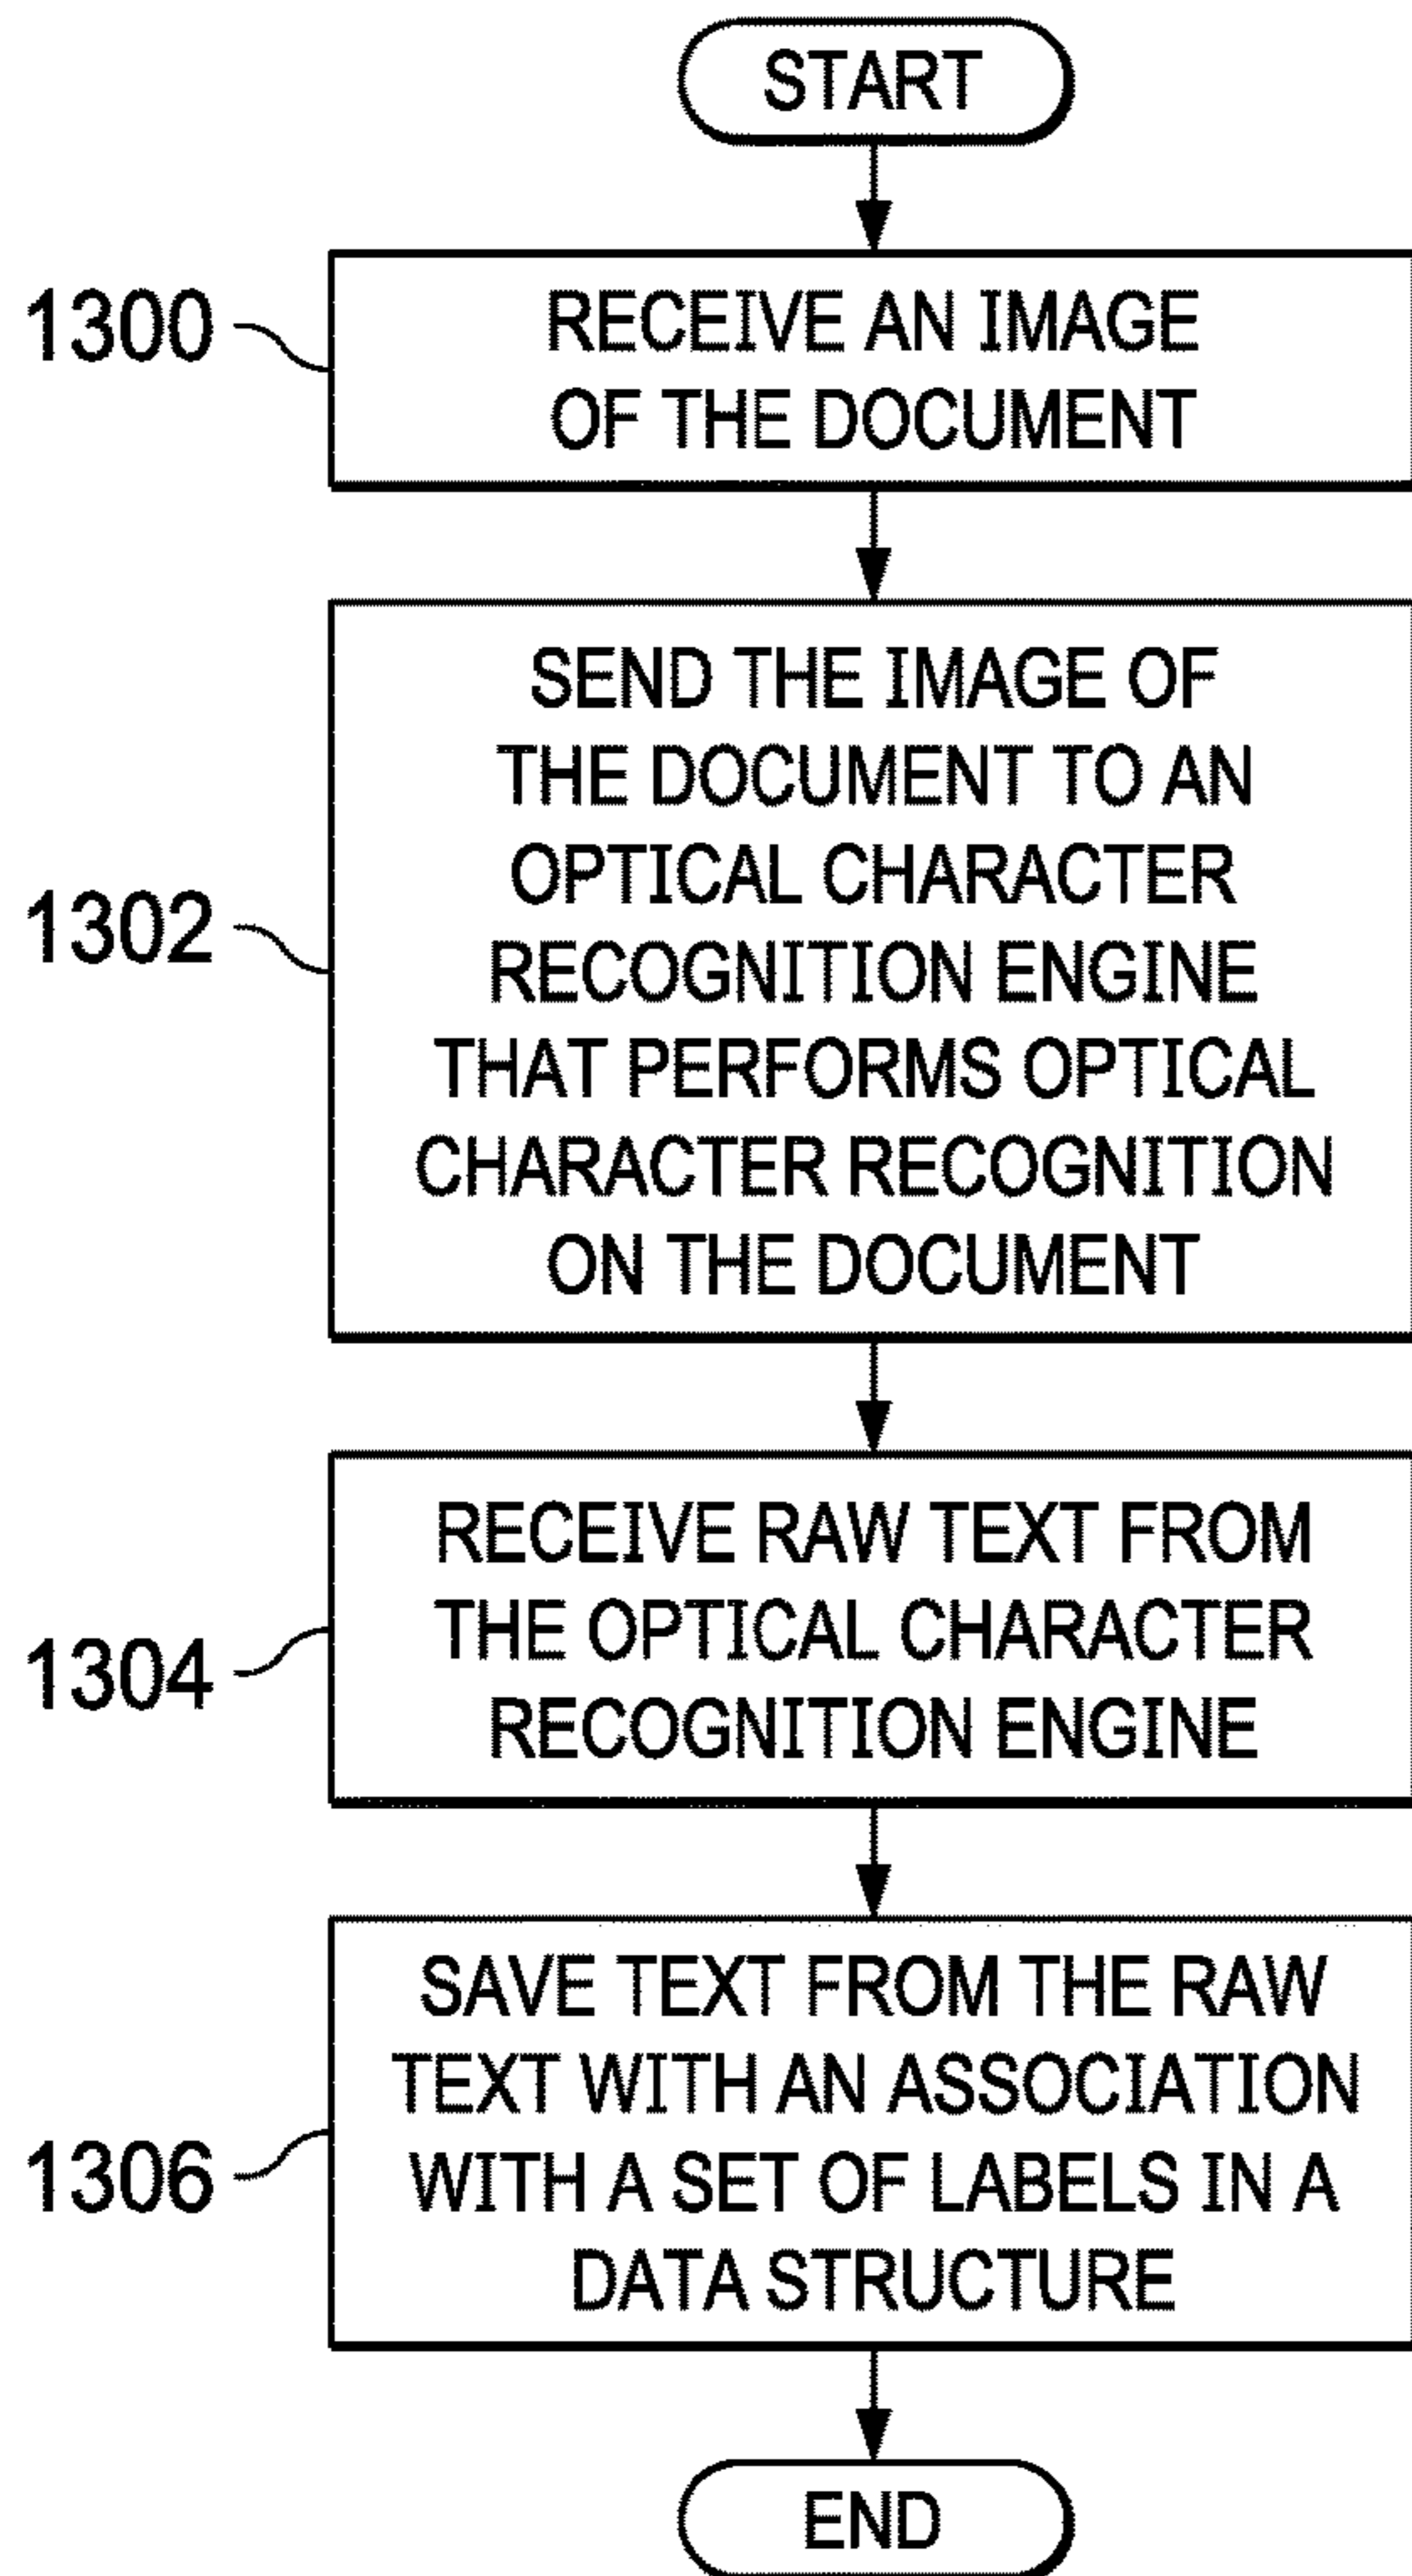 START
1300
RECEIVE AN IMAGE
OF THE DOCUMENT
1302
SEND THE IMAGE OF
THE DOCUMENT TO AN
OPTICAL CHARACTER
RECOGNITION ENGINE
THAT PERFORMS OPTICAL
CHARACTER RECOGNITION
ON THE DOCUMENT
1304
RECEIVE RAW TEXT FROM
THE OPTICAL CHARACTER
RECOGNITION ENGINE
1306
SAVE TEXT FROM THE RAW
TEXT WITH AN ASSOCIATION
WITH A SET OF LABELS IN A
DATA STRUCTURE
END